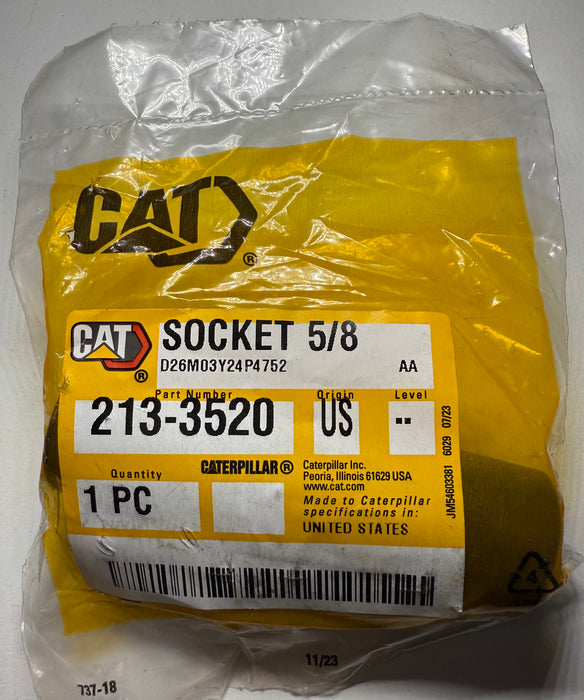 CAT
®
CAT
®
SOCKET 5/8
D26M03Y24P4752 AA
Part Number Origin Level
213-3520 US --
Quantity
1 PC
CATERPILLAR®
Caterpillar Inc.
Peoria, Illinois 61629 USA
www.cat.com
Made to Caterpillar
specifications in:
UNITED STATES
JM54603381 6029 07/23
4
11/23
737-18